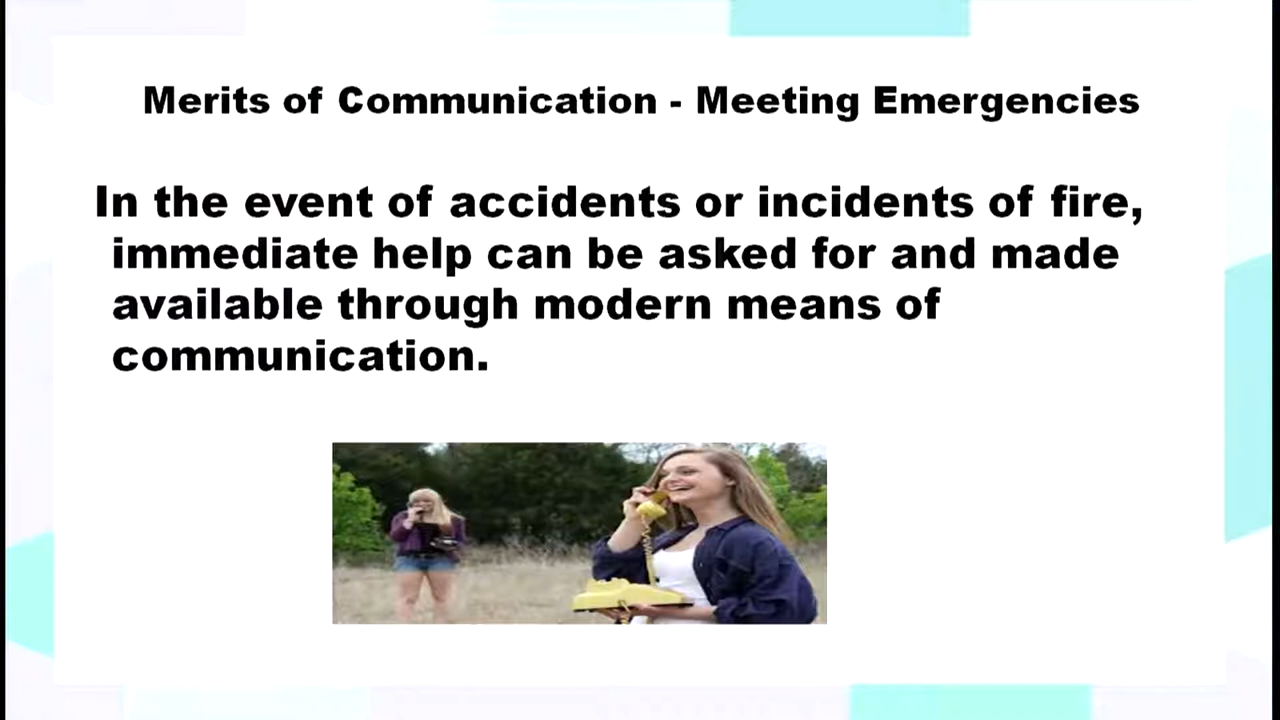 Merits of Communication - Meeting Emergencies
In the event of accidents or incidents of fire,
immediate help can be asked for and made
available through modern means of
communication.